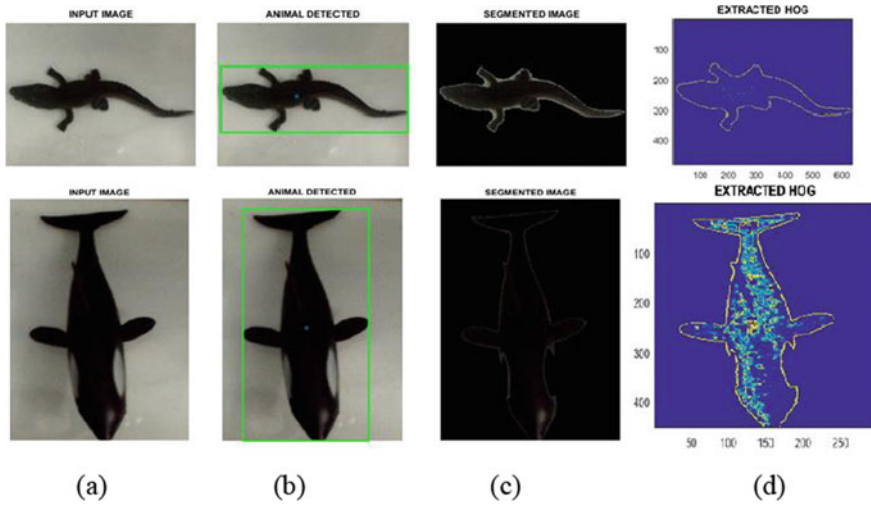 INPUT IMAGE ANIMAL DETECTED SEGMENTED IMAGE EXTRACTED HOG
100
200
300
400
100 200 300 400 500 600
INPUT IMAGE ANIMAL DETECTED SEGMENTED IMAGE EXTRACTED HOG
100
200
300
400
50 100 150 200 250
(a) (b) (c) (d)